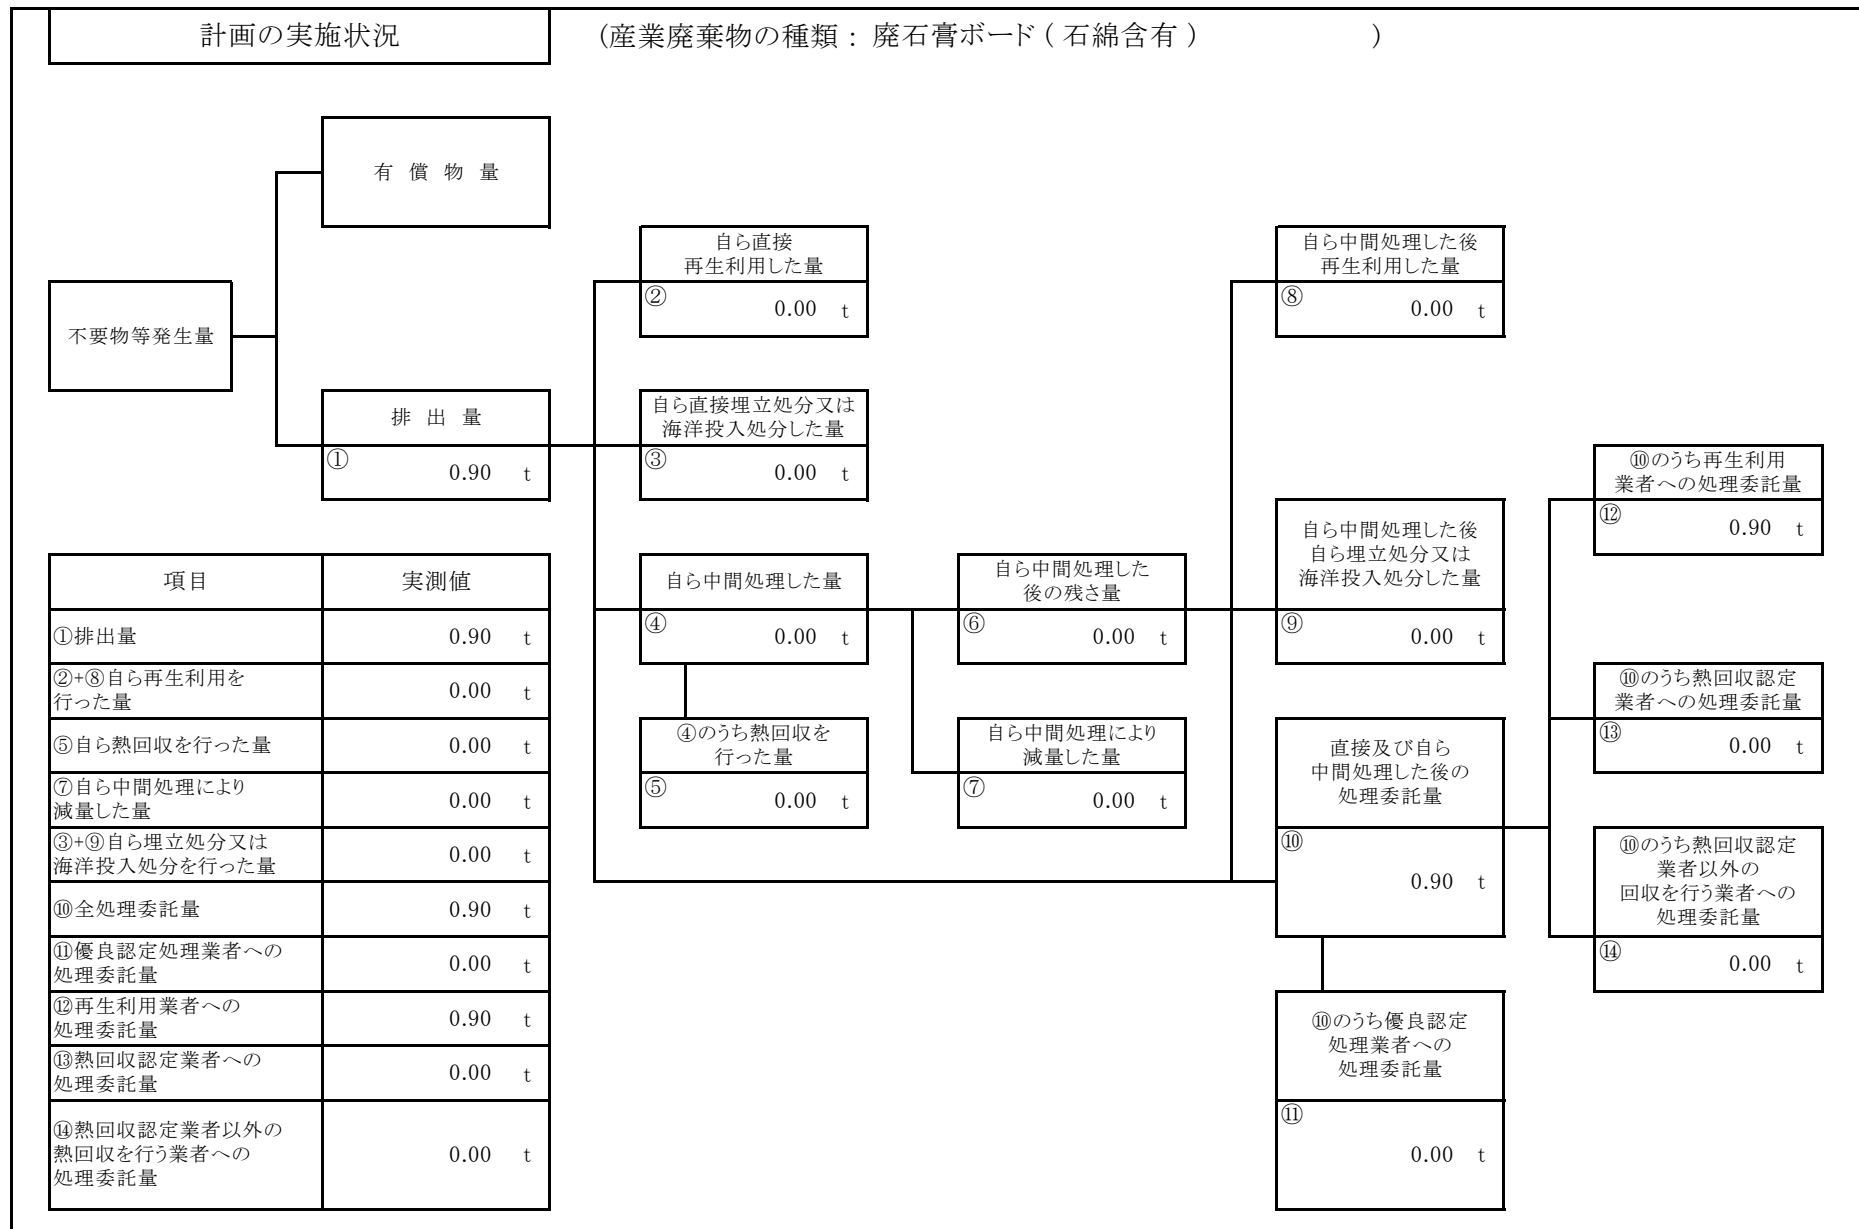 計画の実施状況
(産業廃棄物の種類：廃石膏ボード（石綿含有） )
有 償 物 量
不要物等発生量
排 出 量
① 0.90 t
自ら直接
再生利用した量
② 0.00 t
自ら直接埋立処分又は
海洋投入処分した量
③ 0.00 t
自ら中間処理した量
④ 0.00 t
④のうち熱回収を
行った量
⑤ 0.00 t
自ら中間処理した
後の残さ量
⑥ 0.00 t
自ら中間処理により
減量した量
⑦ 0.00 t
自ら中間処理した後
再生利用した量
⑧ 0.00 t
自ら中間処理した後
自ら埋立処分又は
海洋投入処分した量
⑨ 0.00 t
直接及び自ら
中間処理した後の
処理委託量
⑩
0.90 t
⑩のうち優良認定
処理業者への
処理委託量
⑪
0.00 t
⑩のうち再生利用
業者への処理委託量
⑫ 0.90 t
⑩のうち熱回収認定
業者への処理委託量
⑬ 0.00 t
⑩のうち熱回収認定
業者以外の
回収を行う業者への
処理委託量
⑭ 0.00 t
項目 実測値
①排出量 0.90 t
②+⑧自ら再生利用を
行った量 0.00 t
⑤自ら熱回収を行った量 0.00 t
⑦自ら中間処理により
減量した量 0.00 t
③+⑨自ら埋立処分又は
海洋投入処分を行った量 0.00 t
⑩全処理委託量 0.90 t
⑪優良認定処理業者への
処理委託量 0.00 t
⑫再生利用業者への
処理委託量 0.90 t
⑬熱回収認定業者への
処理委託量 0.00 t
⑭熱回収認定業者以外の
熱回収を行う業者への
処理委託量 0.00 t